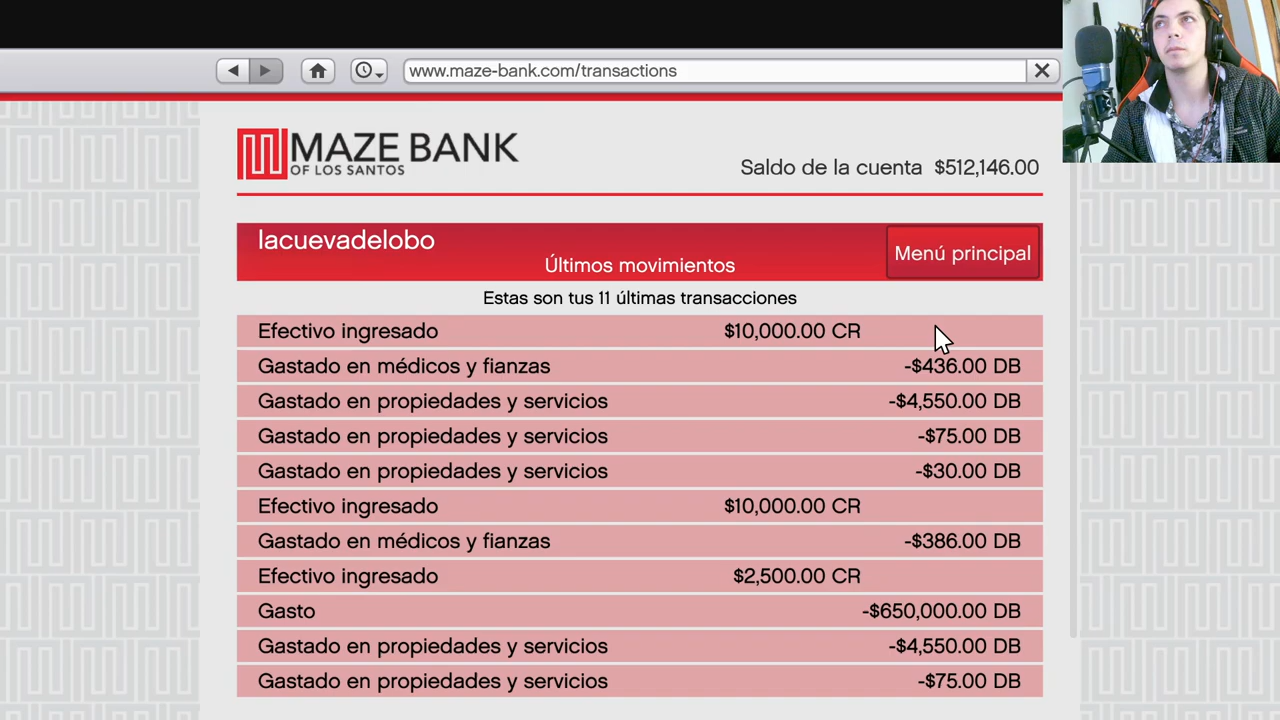 www.maze-bank.com/transactions
MAZE BANK
OF LOS SANTOS
Saldo de la cuenta $512,146.00
lacuevadelobo
Últimos movimientos
Menú principal
Estas son tus 11 últimas transacciones
Efectivo ingresado $10,000.00 CR
Gastado en médicos y fianzas -$436.00 DB
Gastado en propiedades y servicios -$4,550.00 DB
Gastado en propiedades y servicios -$75.00 DB
Gastado en propiedades y servicios -$30.00 DB
Efectivo ingresado $10,000.00 CR
Gastado en médicos y fianzas -$386.00 DB
Efectivo ingresado $2,500.00 CR
Gasto -$650,000.00 DB
Gastado en propiedades y servicios -$4,550.00 DB
Gastado en propiedades y servicios -$75.00 DB